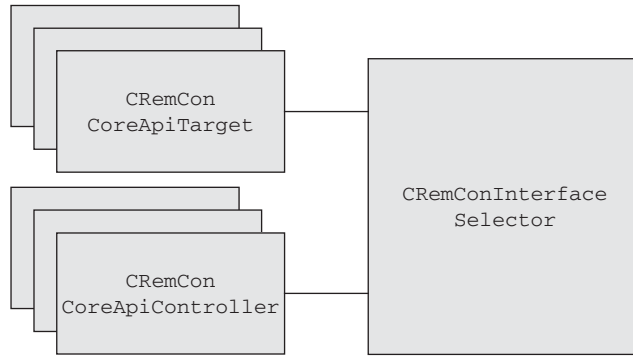 CRemCon
CoreApiTarget
CRemConInterface
Selector
CRemCon
CoreApiController